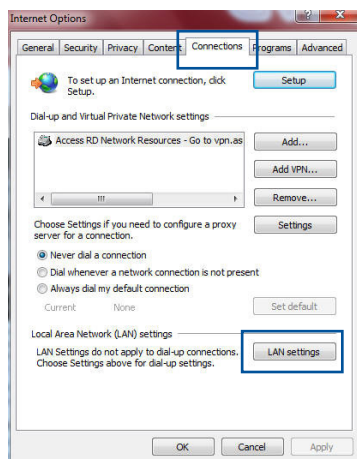 Internet Options
General Security Privacy Content Connections Programs Advanced
To set up an Internet connection, click
Setup.
Setup
Dial-up and Virtual Private Network settings
Access RD Network Resources - Go to vpn.as
Add...
Add VPN...
Remove...
Choose Settings if you need to configure a proxy
server for a connection.
Settings
Never dial a connection
Dial whenever a network connection is not present
Always dial my default connection
Current None
Set default
Local Area Network (LAN) settings
LAN Settings do not apply to dial-up connections.
Choose Settings above for dial-up settings.
LAN settings
OK Cancel Apply